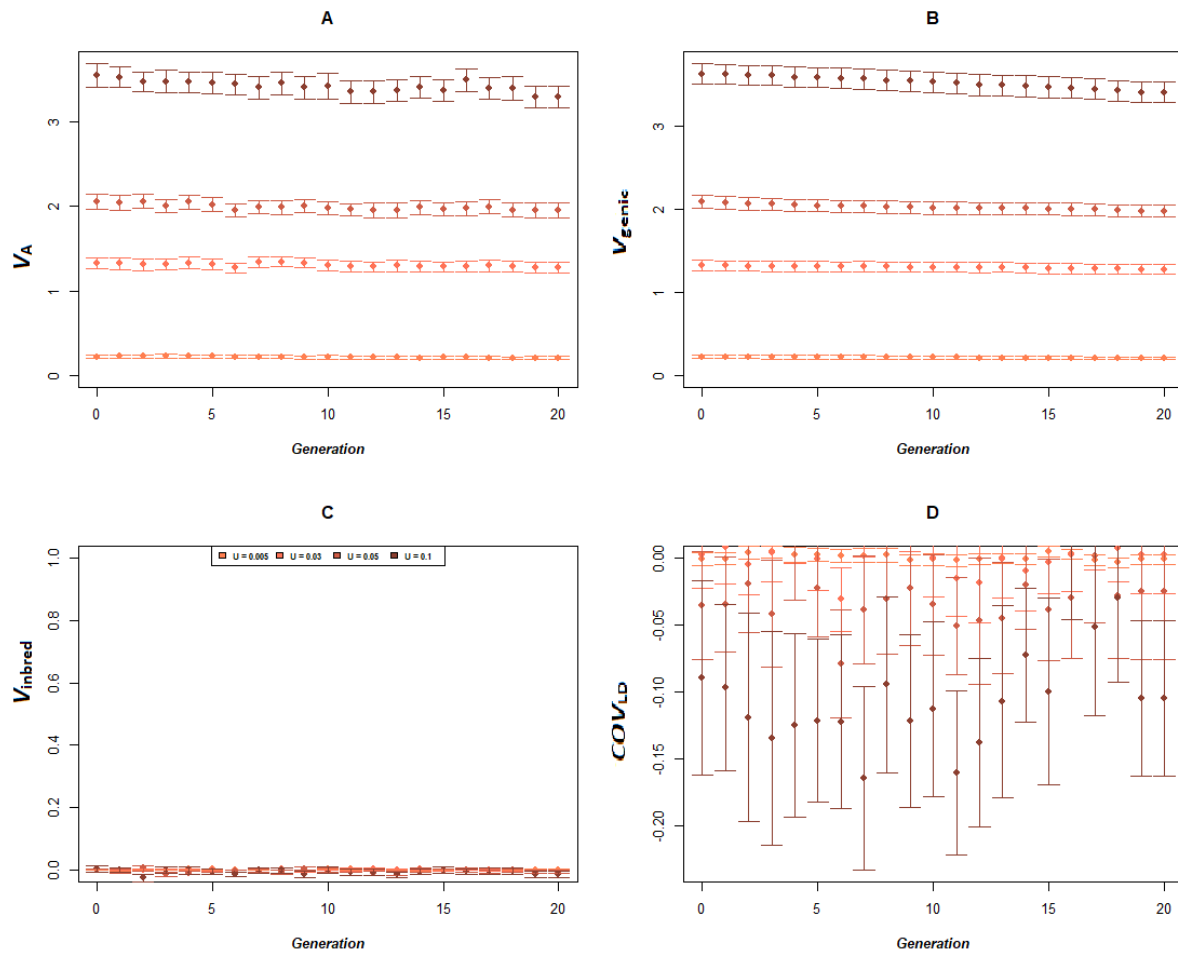 A
B
V_A
0 1 2 3
0 5 10 15 20
Generation
V_genic
0 1 2 3
0 5 10 15 20
Generation
C
D
V_inbred
0.0 0.2 0.4 0.6 0.8 1.0
U = 0.005 U = 0.03 U = 0.05 U = 0.1
0 5 10 15 20
Generation
COV_LD
-0.20 -0.15 -0.10 -0.05 0.00
0 5 10 15 20
Generation